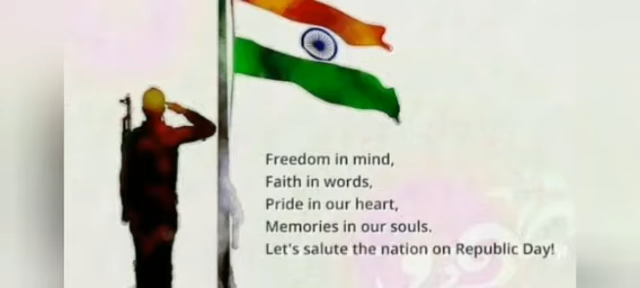 Freedom in mind,
Faith in words,
Pride in our heart,
Memories in our souls.
Let's salute the nation on Republic Day!